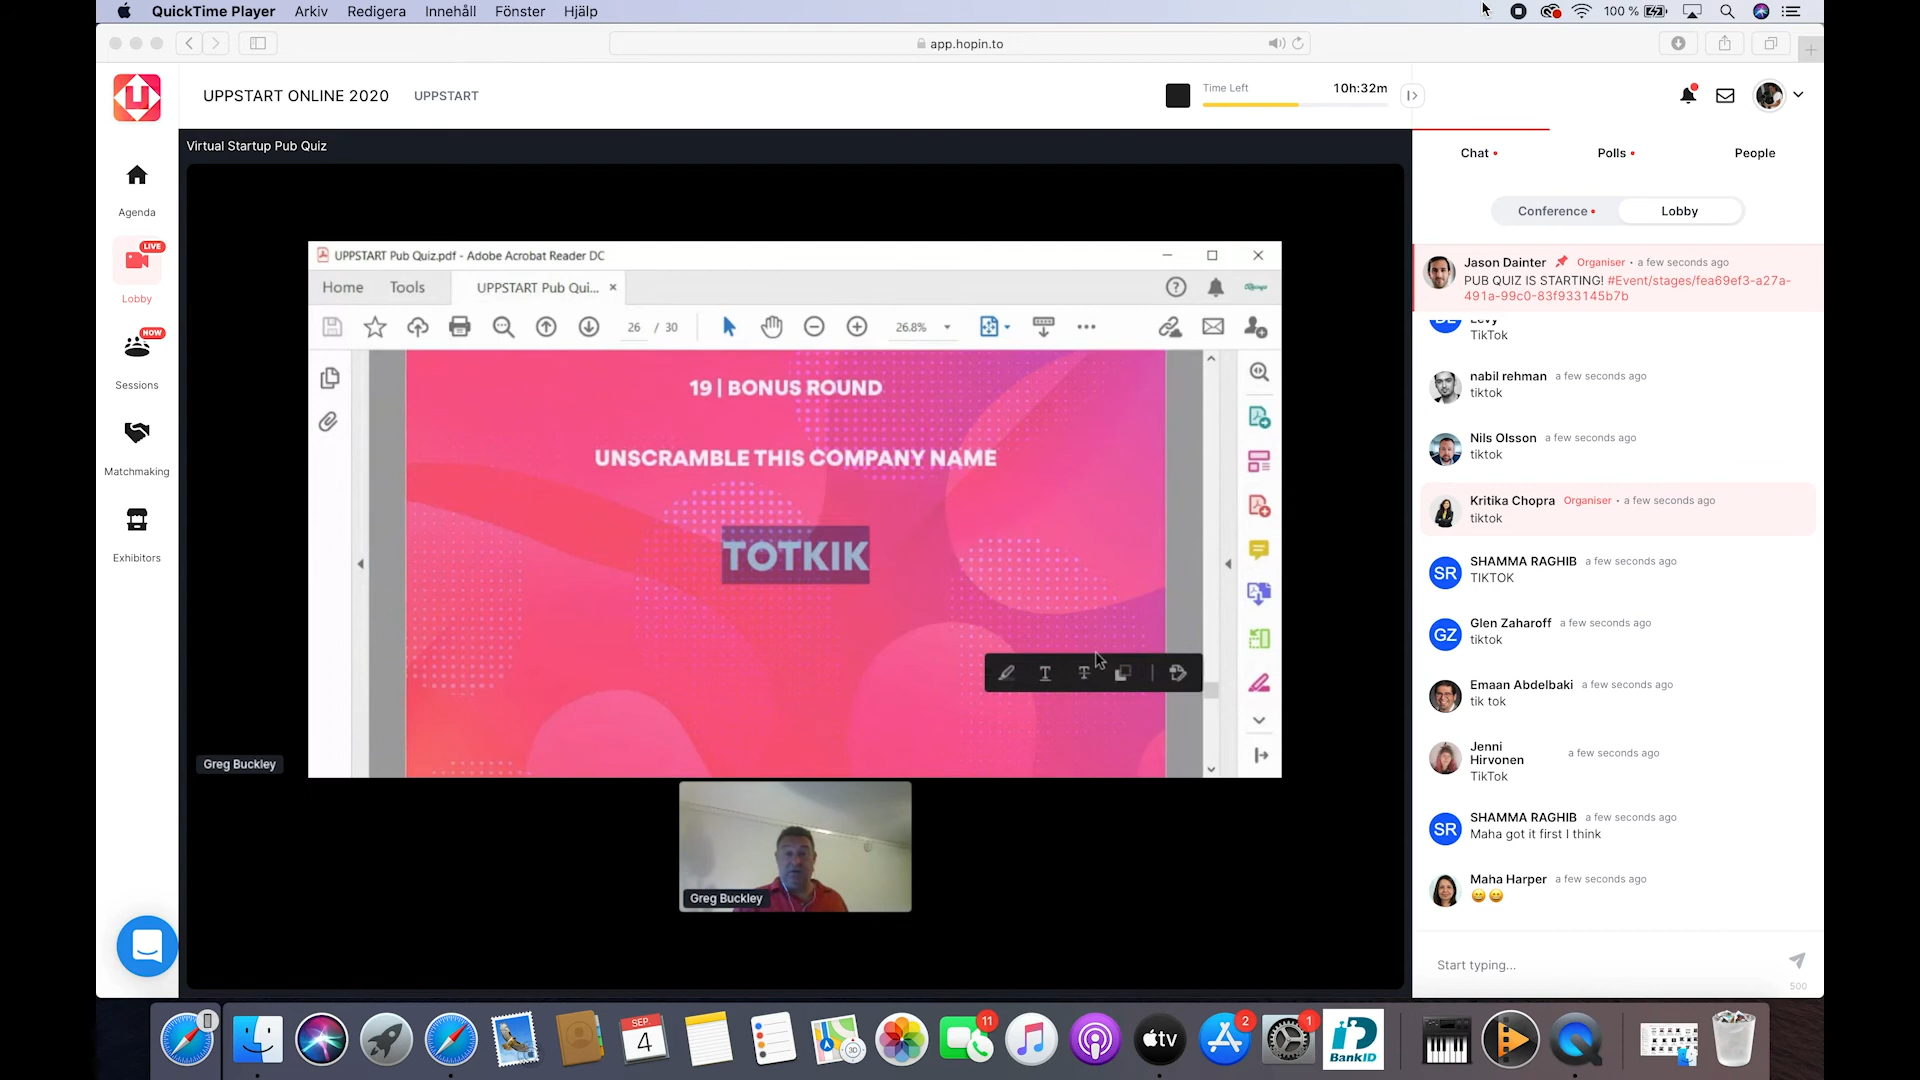 QuickTime Player Arkiv Redigera Innehåll Fönster Hjälp 100 %
app.hopin.to
UPPSTART ONLINE 2020 UPPSTART
Time Left 10h:32m
Virtual Startup Pub Quiz
Agenda
LIVE
Lobby
NOW
Sessions
Matchmaking
Exhibitors
UPPSTART Pub Quiz.pdf - Adobe Acrobat Reader DC
Home Tools UPPSTART Pub Qui... ×
26 / 30 26.8%
19 | BONUS ROUND
UNSCRAMBLE THIS COMPANY NAME
TOTKIK
Greg Buckley
Greg Buckley
Chat Polls People
Conference Lobby
Jason Dainter Organiser • a few seconds ago
PUB QUIZ IS STARTING! #Event/stages/fea69ef3-a27a-
491a-99c0-83f933145b7b
Levy
TikTok
nabil rehman a few seconds ago
tiktok
Nils Olsson a few seconds ago
tiktok
Kritika Chopra Organiser • a few seconds ago
tiktok
SR SHAMMA RAGHIB a few seconds ago
TIKTOK
GZ Glen Zaharoff a few seconds ago
tiktok
Emaan Abdelbaki a few seconds ago
tik tok
Jenni
Hirvonen a few seconds ago
TikTok
SR SHAMMA RAGHIB a few seconds ago
Maha got it first I think
Maha Harper a few seconds ago
😄 😄
Start typing...
500
SEP.
4
3D
11
tv
2
1
BankID